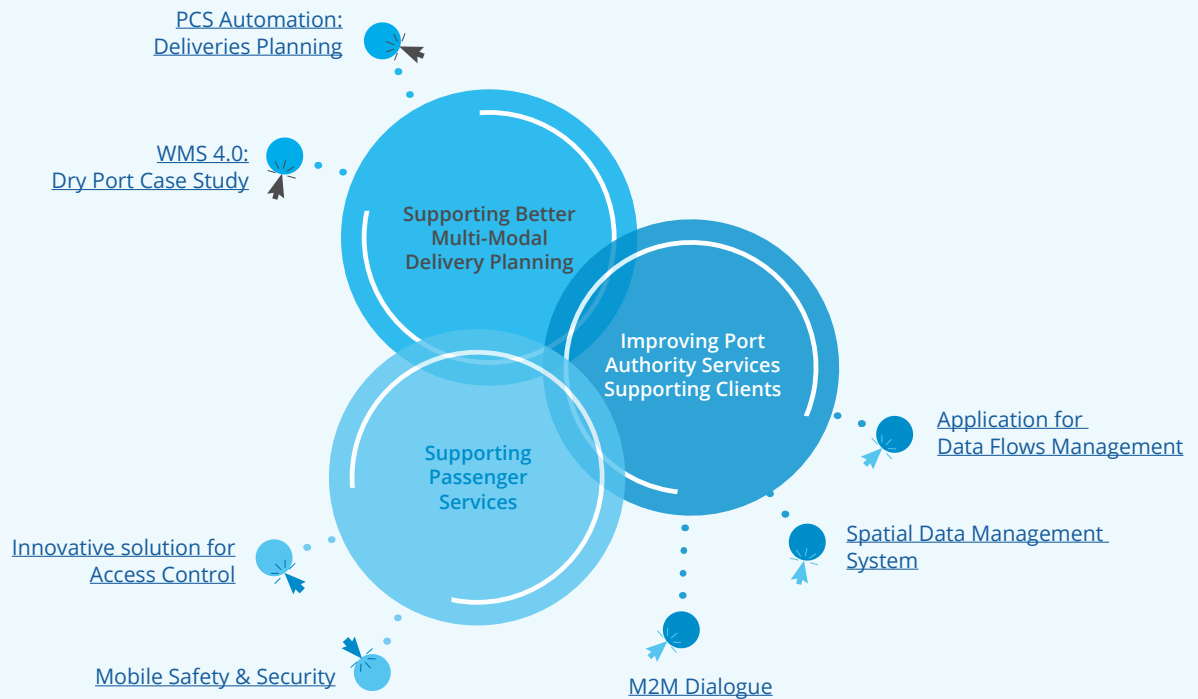 PCS Automation:
Deliveries Planning
WMS 4.0:
Dry Port Case Study
Supporting Better
Multi-Modal
Delivery Planning
Improving Port
Authority Services
Supporting Clients
Supporting
Passenger
Services
Application for
Data Flows Management
Spatial Data Management
System
Innovative solution for
Access Control
Mobile Safety & Security
M2M Dialogue